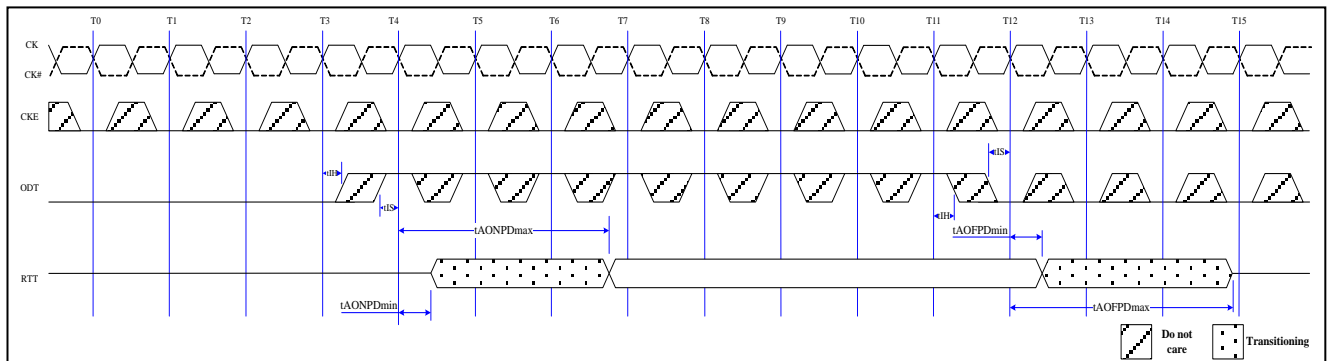 T0 T1 T2 T3 T4 T5 T6 T7 T8 T9 T10 T11 T12 T13 T14 T15
CK
CK#
CKE
tIS
tIH
ODT
tIS
tIH
tAONPDmax
tAOFPDmin
RTT
tAONPDmin
tAOFPDmax
Do not
care
Transitioning